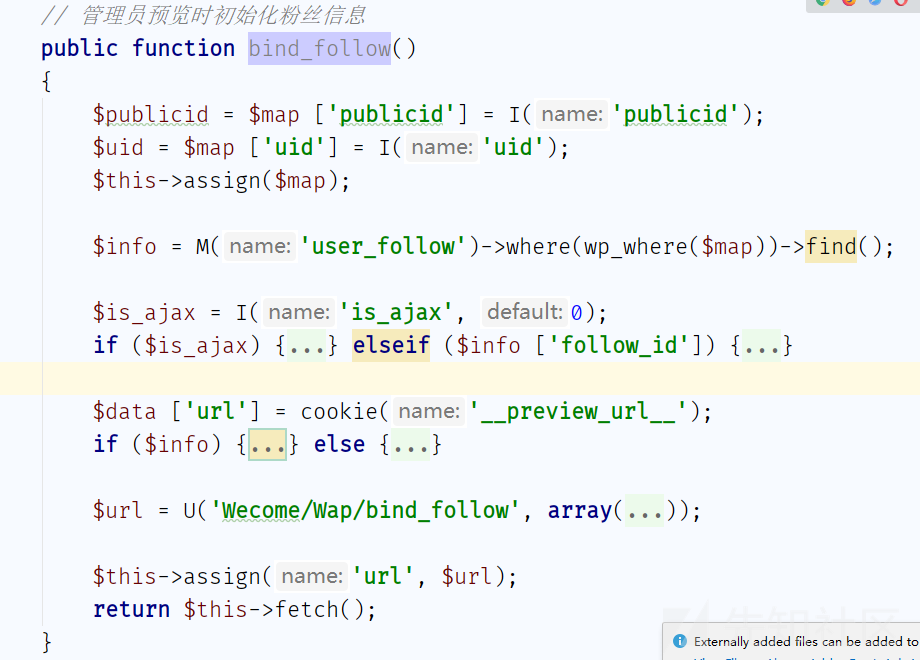 // 管理员预览时初始化粉丝信息
public function bind_follow()
{
$publicid = $map ['publicid'] = I( name: 'publicid');
$uid = $map ['uid'] = I( name: 'uid');
$this->assign($map);
$info = M( name: 'user_follow')->where(wp_where($map))->find();
$is_ajax = I( name: 'is_ajax', default: 0);
if ($is_ajax) {...} elseif ($info ['follow_id']) {...}
$data ['url'] = cookie( name: '__preview_url__');
if ($info) {...} else {...}
$url = U('Wecome/Wap/bind_follow', array(...));
$this->assign( name: 'url', $url);
return $this->fetch();
}
先知社区
Externally added files can be added to